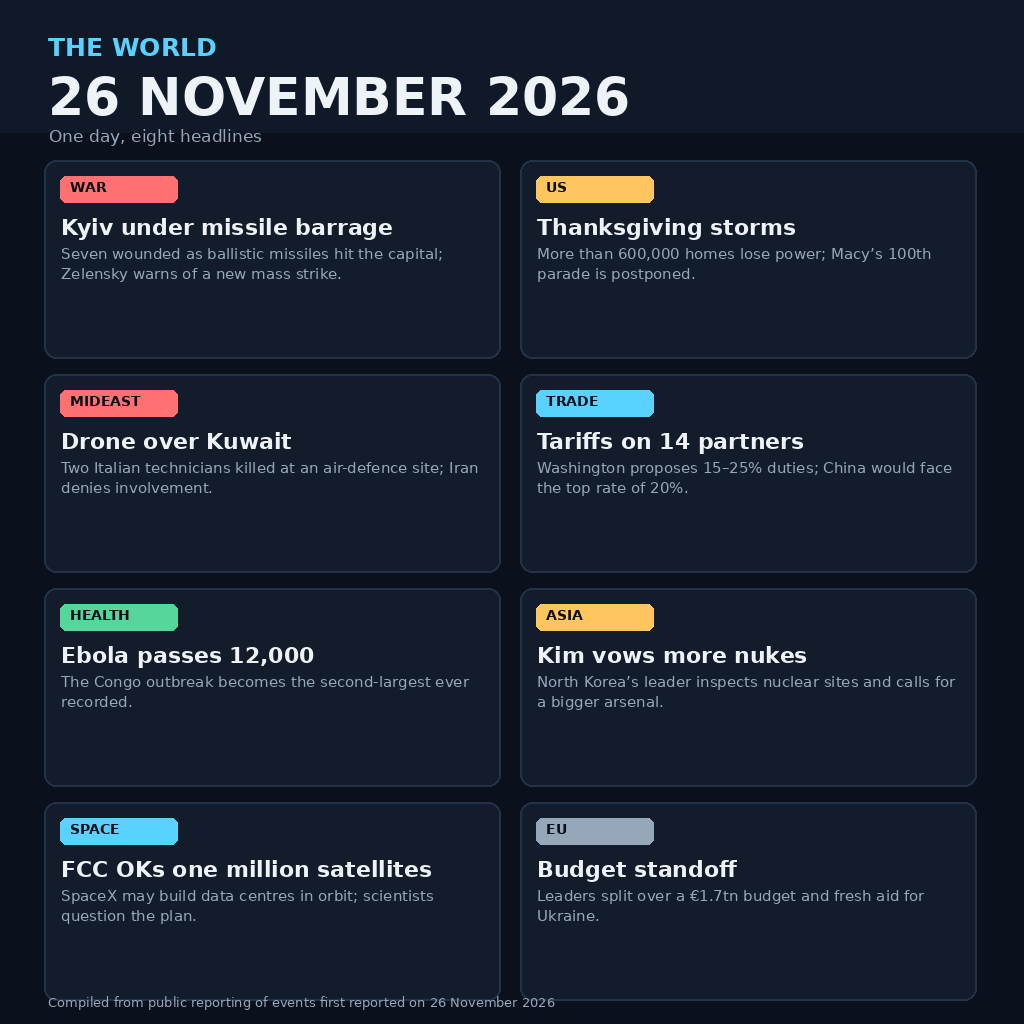 THE WORLD
26 NOVEMBER 2026
One day, eight headlines
WAR
Kyiv under missile barrage
Seven wounded as ballistic missiles hit the capital;
Zelensky warns of a new mass strike.
US
Thanksgiving storms
More than 600,000 homes lose power; Macy’s 100th
parade is postponed.
MIDEAST
Drone over Kuwait
Two Italian technicians killed at an air-defence site; Iran
denies involvement.
TRADE
Tariffs on 14 partners
Washington proposes 15–25% duties; China would face
the top rate of 20%.
HEALTH
Ebola passes 12,000
The Congo outbreak becomes the second-largest ever
recorded.
ASIA
Kim vows more nukes
North Korea’s leader inspects nuclear sites and calls for
a bigger arsenal.
SPACE
FCC OKs one million satellites
SpaceX may build data centres in orbit; scientists
question the plan.
EU
Budget standoff
Leaders split over a €1.7tn budget and fresh aid for
Ukraine.
Compiled from public reporting of events first reported on 26 November 2026